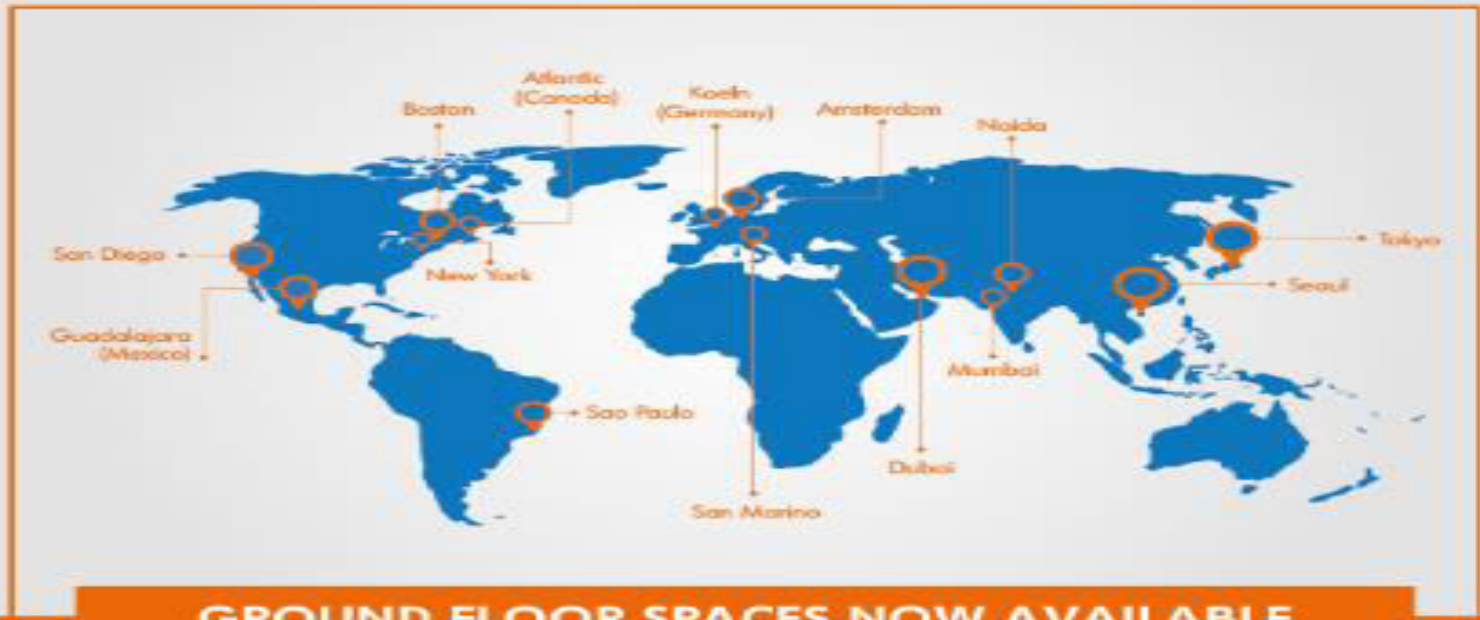 Atlantic
(Canada)
Boston
Koeln
(Germany)
Amsterdam
Noida
San Diego
New York
Tokyo
Seoul
Guadalajara
(Mexico)
Mumbai
Sao Paulo
Dubai
San Marino
GROUND FLOOR SPACES NOW AVAILABLE